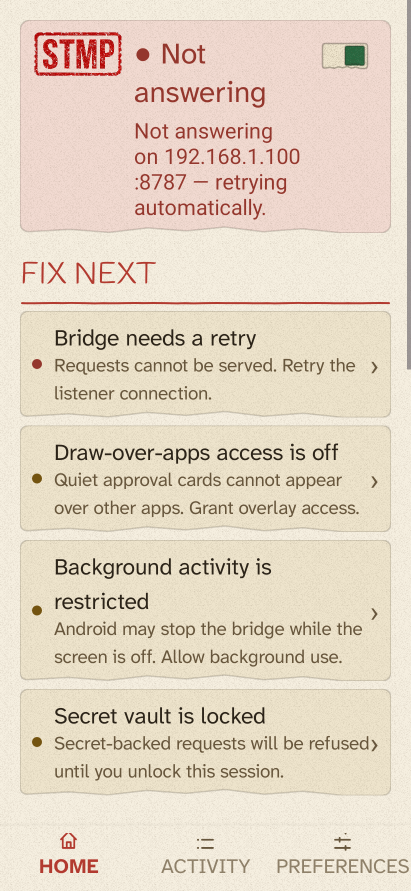 STMP
● Not
answering
Not answering
on 192.168.1.100
:8787 — retrying
automatically.
FIX NEXT
Bridge needs a retry
Requests cannot be served. Retry the
listener connection.
Draw-over-apps access is off
Quiet approval cards cannot appear
over other apps. Grant overlay access.
Background activity is
restricted
Android may stop the bridge while the
screen is off. Allow background use.
Secret vault is locked
Secret-backed requests will be refused
until you unlock this session.
HOME ACTIVITY PREFERENCES